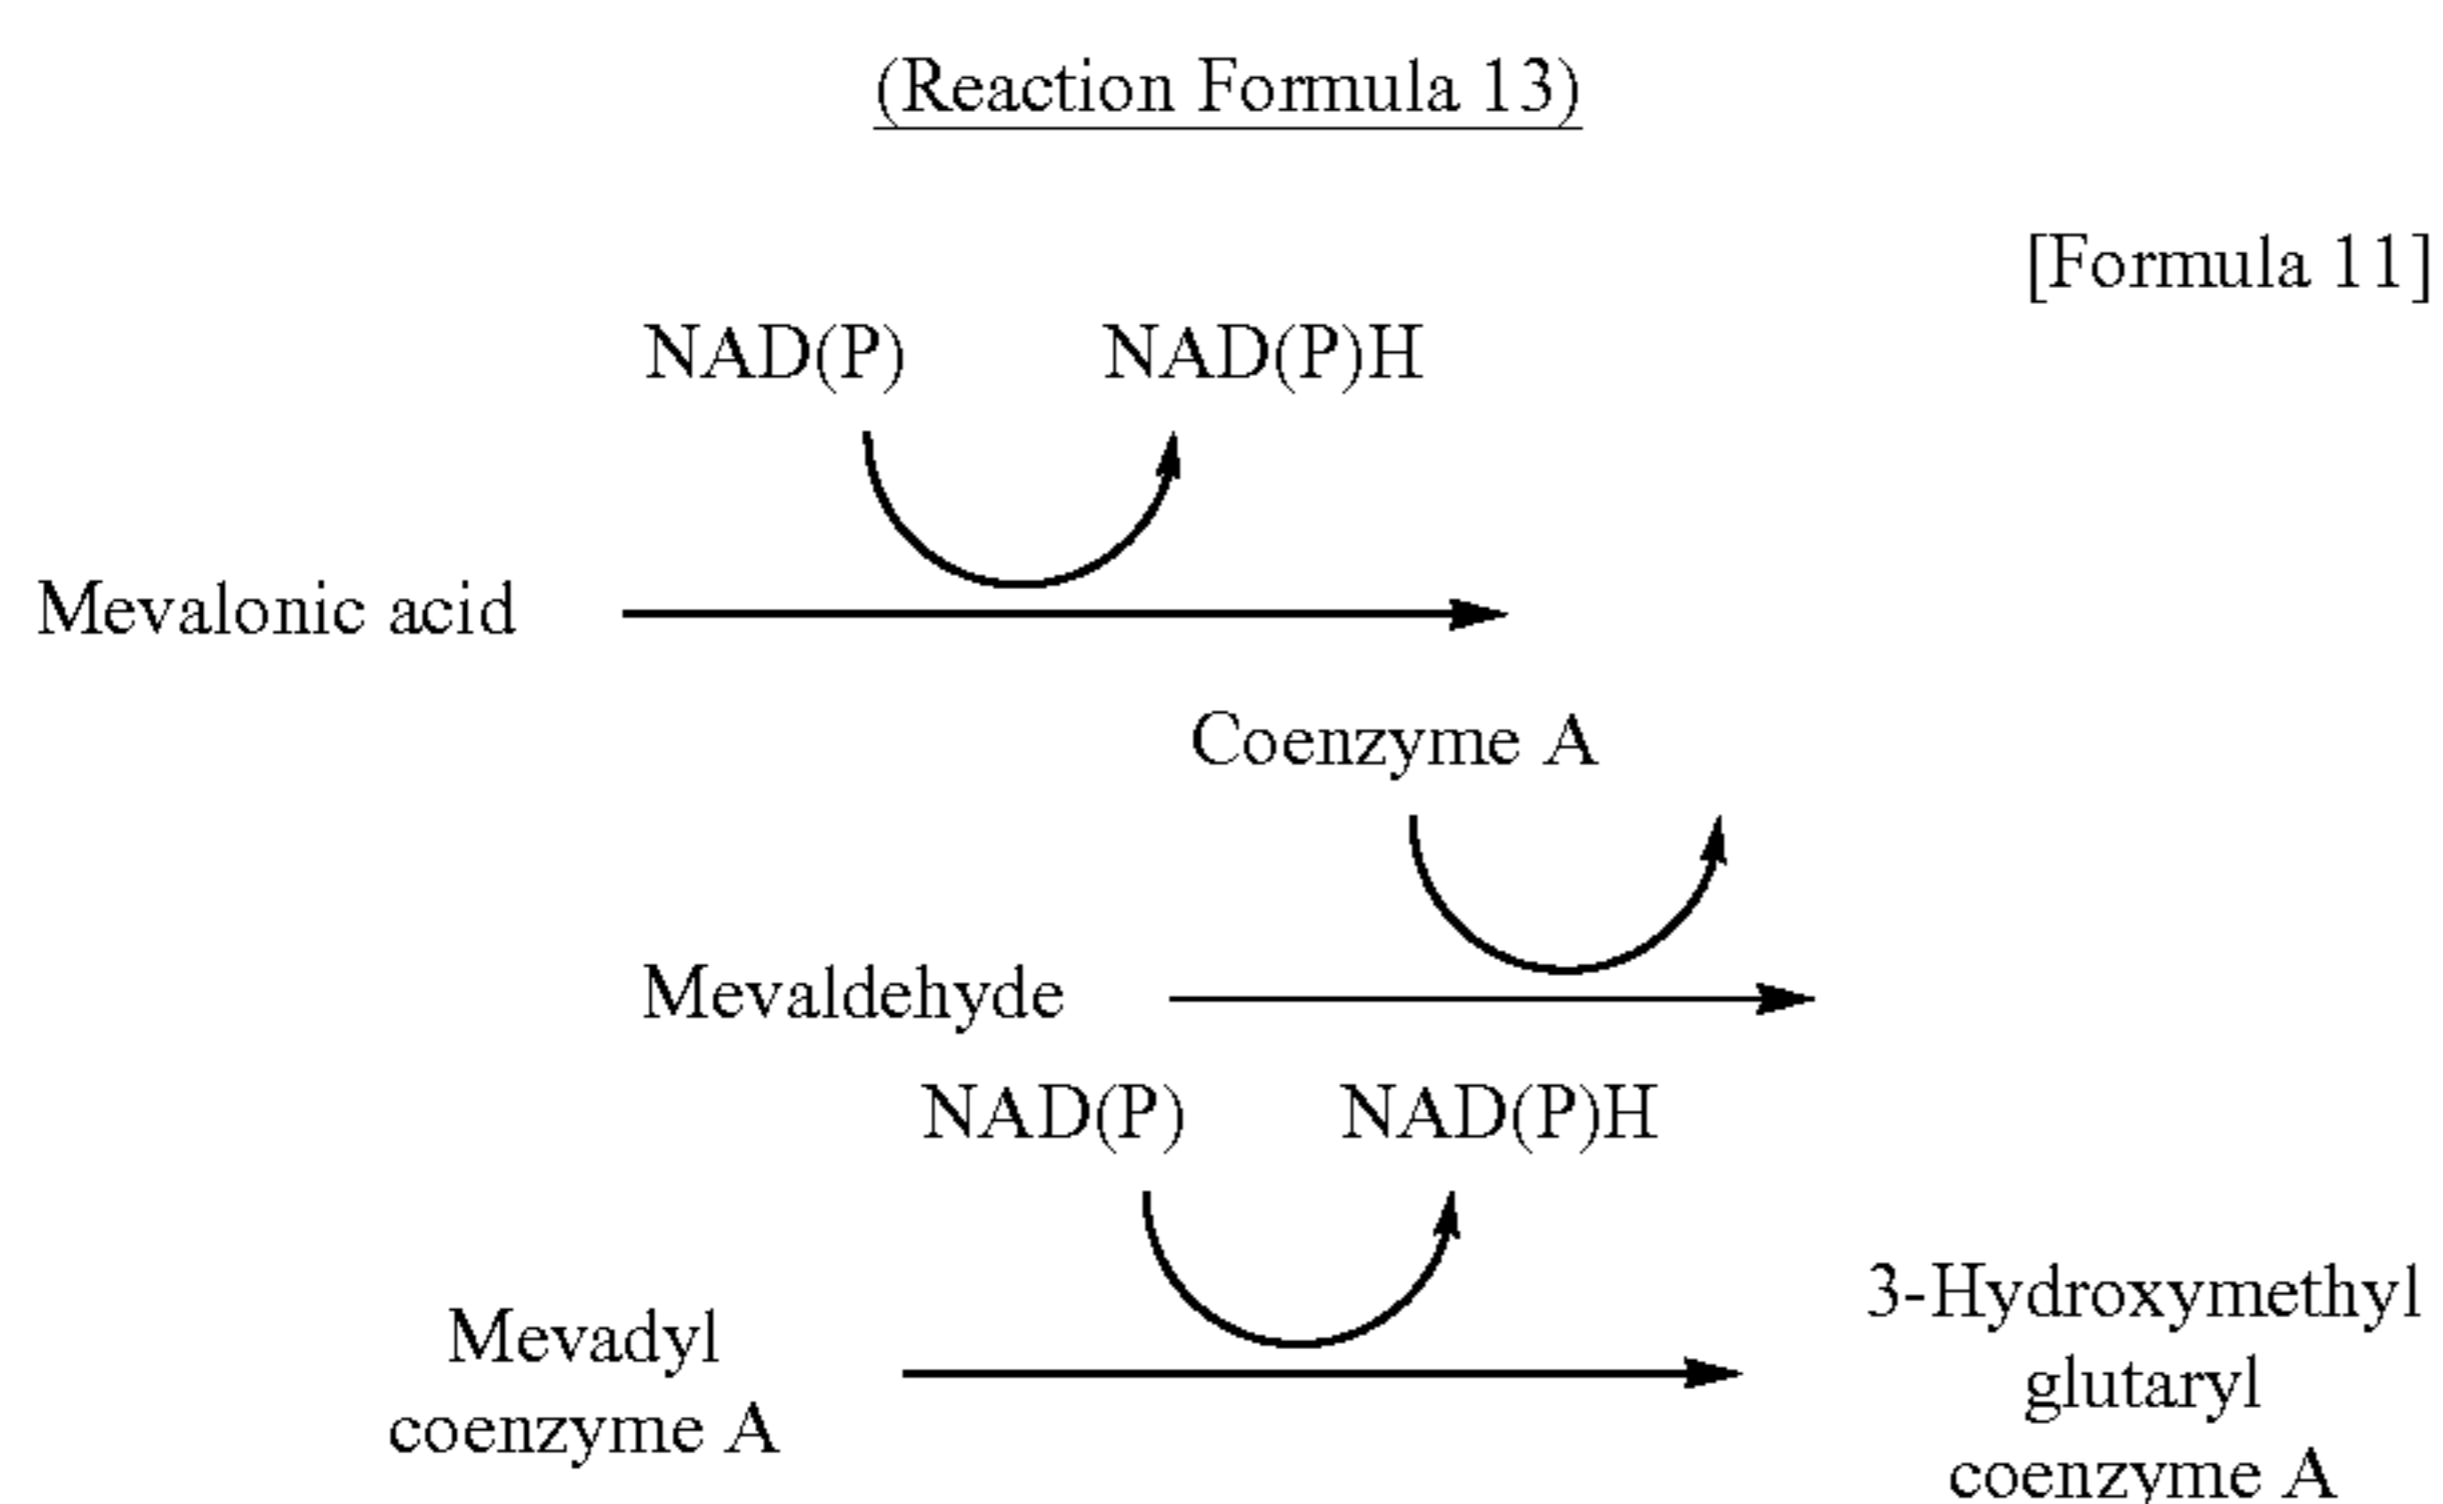 (Reaction Formula 13)
[Formula 11]
NAD(P) NAD(P)H
Mevalonic acid
Coenzyme A
Mevaldehyde
NAD(P) NAD(P)H
Mevadyl
coenzyme A
3-Hydroxymethyl
glutaryl
coenzyme A